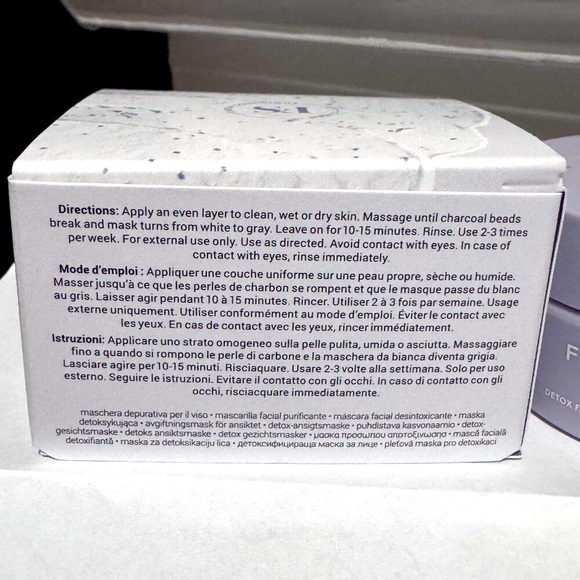 Directions: Apply an even layer to clean, wet or dry skin. Massage until charcoal beads
break and mask turns from white to gray. Leave on for 10-15 minutes. Rinse. Use 2-3 times
per week. For external use only. Use as directed. Avoid contact with eyes. In case of
contact with eyes, rinse immediately.
Mode d'emploi : Appliquer une couche uniforme sur une peau propre, sèche ou humide.
Masser jusqu'à ce que les perles de charbon se rompent et que le masque passe du blanc
au gris. Laisser agir pendant 10 à 15 minutes. Rincer. Utiliser 2 à 3 fois par semaine. Usage
externe uniquement. Utiliser conformément au mode d'emploi. Éviter le contact avec
les yeux. En cas de contact avec les yeux, rincer immédiatement.
Istruzioni: Applicare uno strato omogeneo sulla pelle pulita, umida o asciutta. Massaggiare
fino a quando si rompono le perle di carbone e la maschera da bianca diventa grigia.
Lasciare agire per 10-15 minuti. Risciaquare. Usare 2-3 volte alla settimana. Solo per uso
esterno. Seguire le istruzioni. Evitare il contatto con gli occhi. In caso di contatto con gli
occhi, risciacquare immediatamente.
maschera depurativa per il viso • mascarilla facial purificante • máscara facial desintoxicante • maska
detoksykująca • avgiftningsmask för ansiktet • detox-ansigtsmaske • puhdistava kasvonaamio • detox-
gesichtsmaske • detoks ansiktsmaske • detox gezichtsmasker • μασκα προσωπου αποτοξινωσης • mască facială
detoxifiantă • maska za detoksikaciju lica • детоксифицираща маска за лице • pleťová maska pro detoxikaci
F
DETOX F